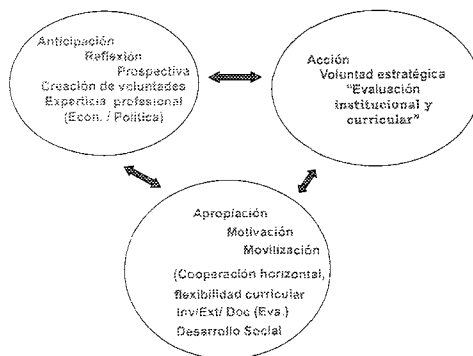 Anticipación
Reflexión
Prospectiva
Creación de voluntades
Experticia profesional
(Econ. / Política)
Acción
Voluntad estratégica
"Evaluación
institucional y
curricular"
Apropiación
Motivación
Movilización
(Cooperación horizontal,
flexibilidad curricular
Inv/Ext/ Doc (Eva.)
Desarrollo Social